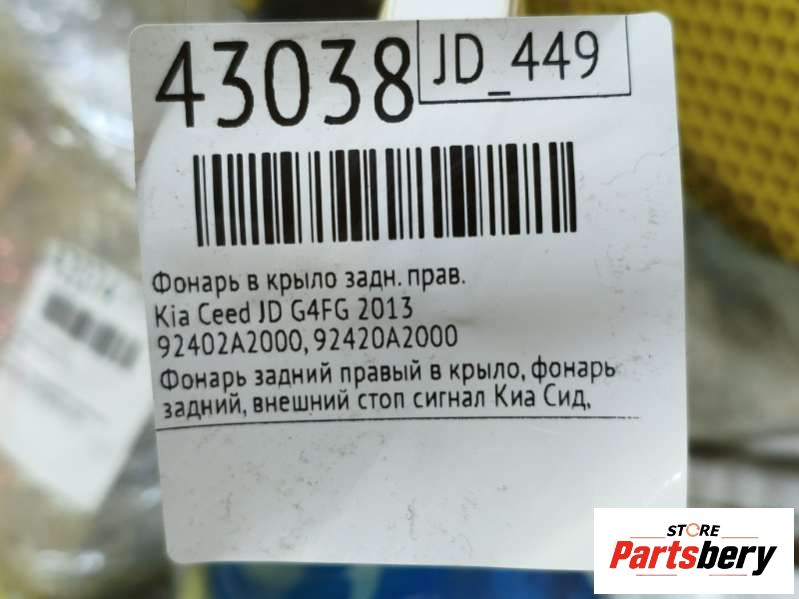 43038
JD_449
Фонарь в крыло задн. прав.
Kia Ceed JD G4FG 2013
92402A2000, 92420A2000
Фонарь задний правый в крыло, фонарь
задний, внешний стоп сигнал Киа Сид,
STORE
Partsbery